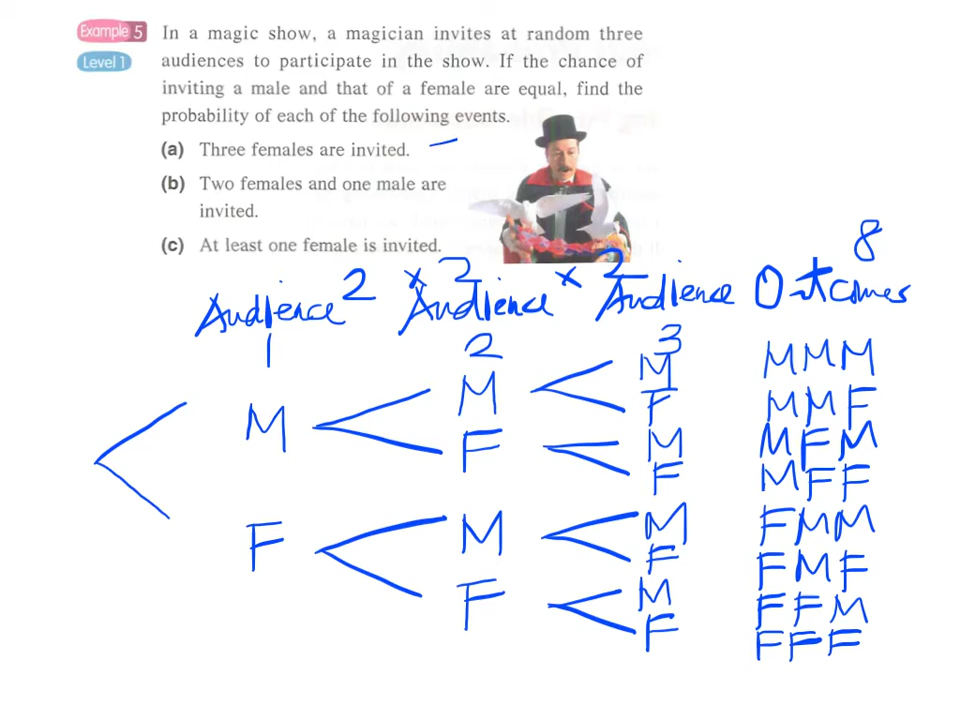 Example 5 In a magic show, a magician invites at random three
Level 1 audiences to participate in the show. If the chance of
inviting a male and that of a female are equal, find the
probability of each of the following events.
(a) Three females are invited.
(b) Two females and one male are
invited.
(c) At least one female is invited.
8
2 × 2 × 2
Audience Audience Audience Outcomes
1 2 3
M MMM
M
F MMF
M
M MFM
F
F MFF
M FMM
F M
F FMF
M FFM
F
F FFF